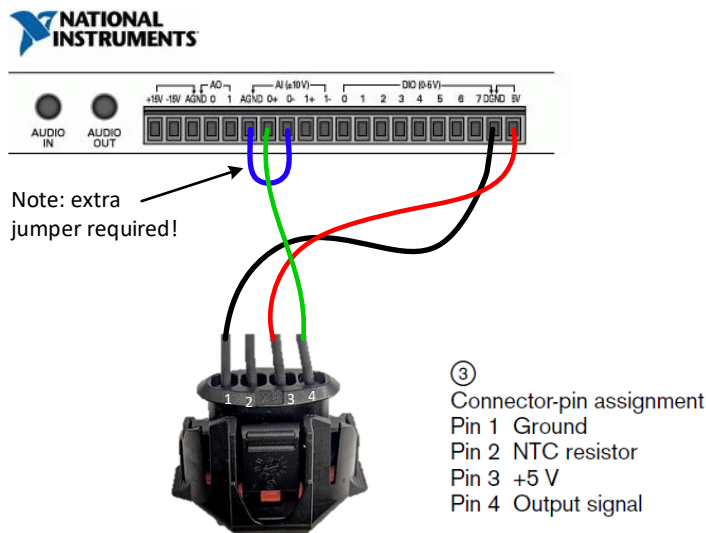 NATIONAL
INSTRUMENTS
AO AI (±10V) DIO (0-5V)
+15V -15V AGND 0 1 AGND 0+ 0- 1+ 1- 0 1 2 3 4 5 6 7 DGND 5V
AUDIO
IN
AUDIO
OUT
Note: extra
jumper required!
1 2 3 4
3
Connector-pin assignment
Pin 1 Ground
Pin 2 NTC resistor
Pin 3 +5 V
Pin 4 Output signal